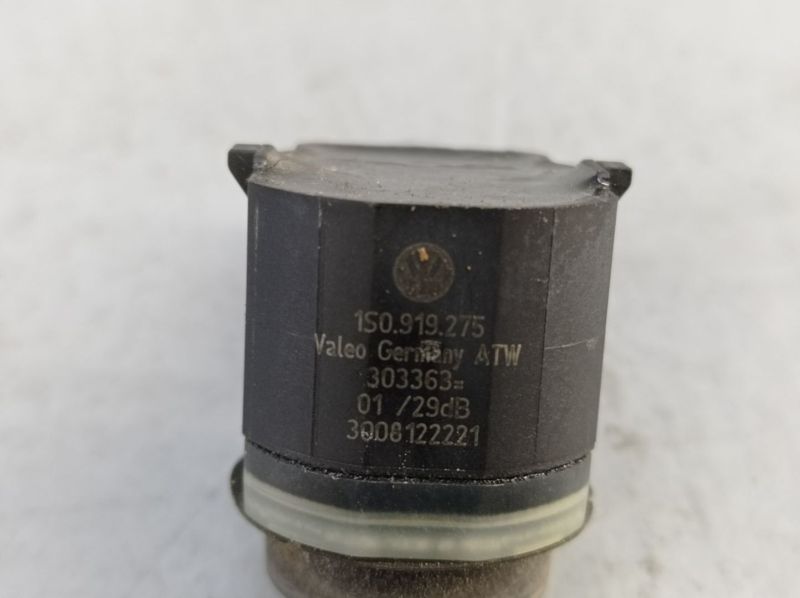 1S0.919.275
Valeo Germany ATW
303363=
01 /29dB
3008122221